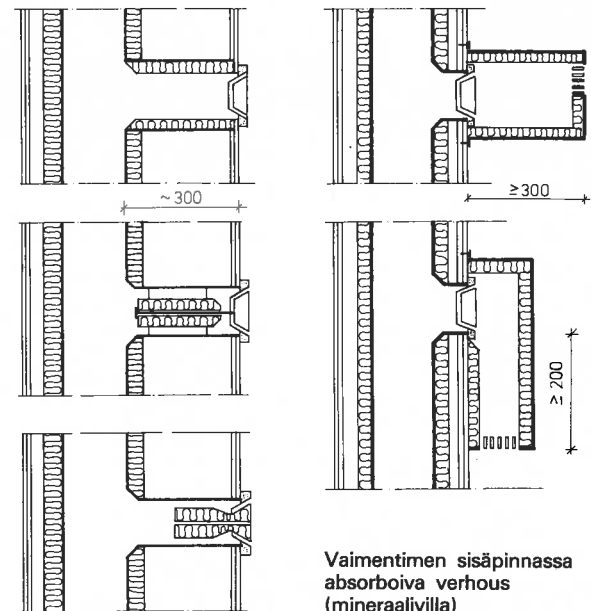 ~300
≥300
≥200
Vaimentimen sisäpinnassa
absorboiva verhous
(mineraalivilla)